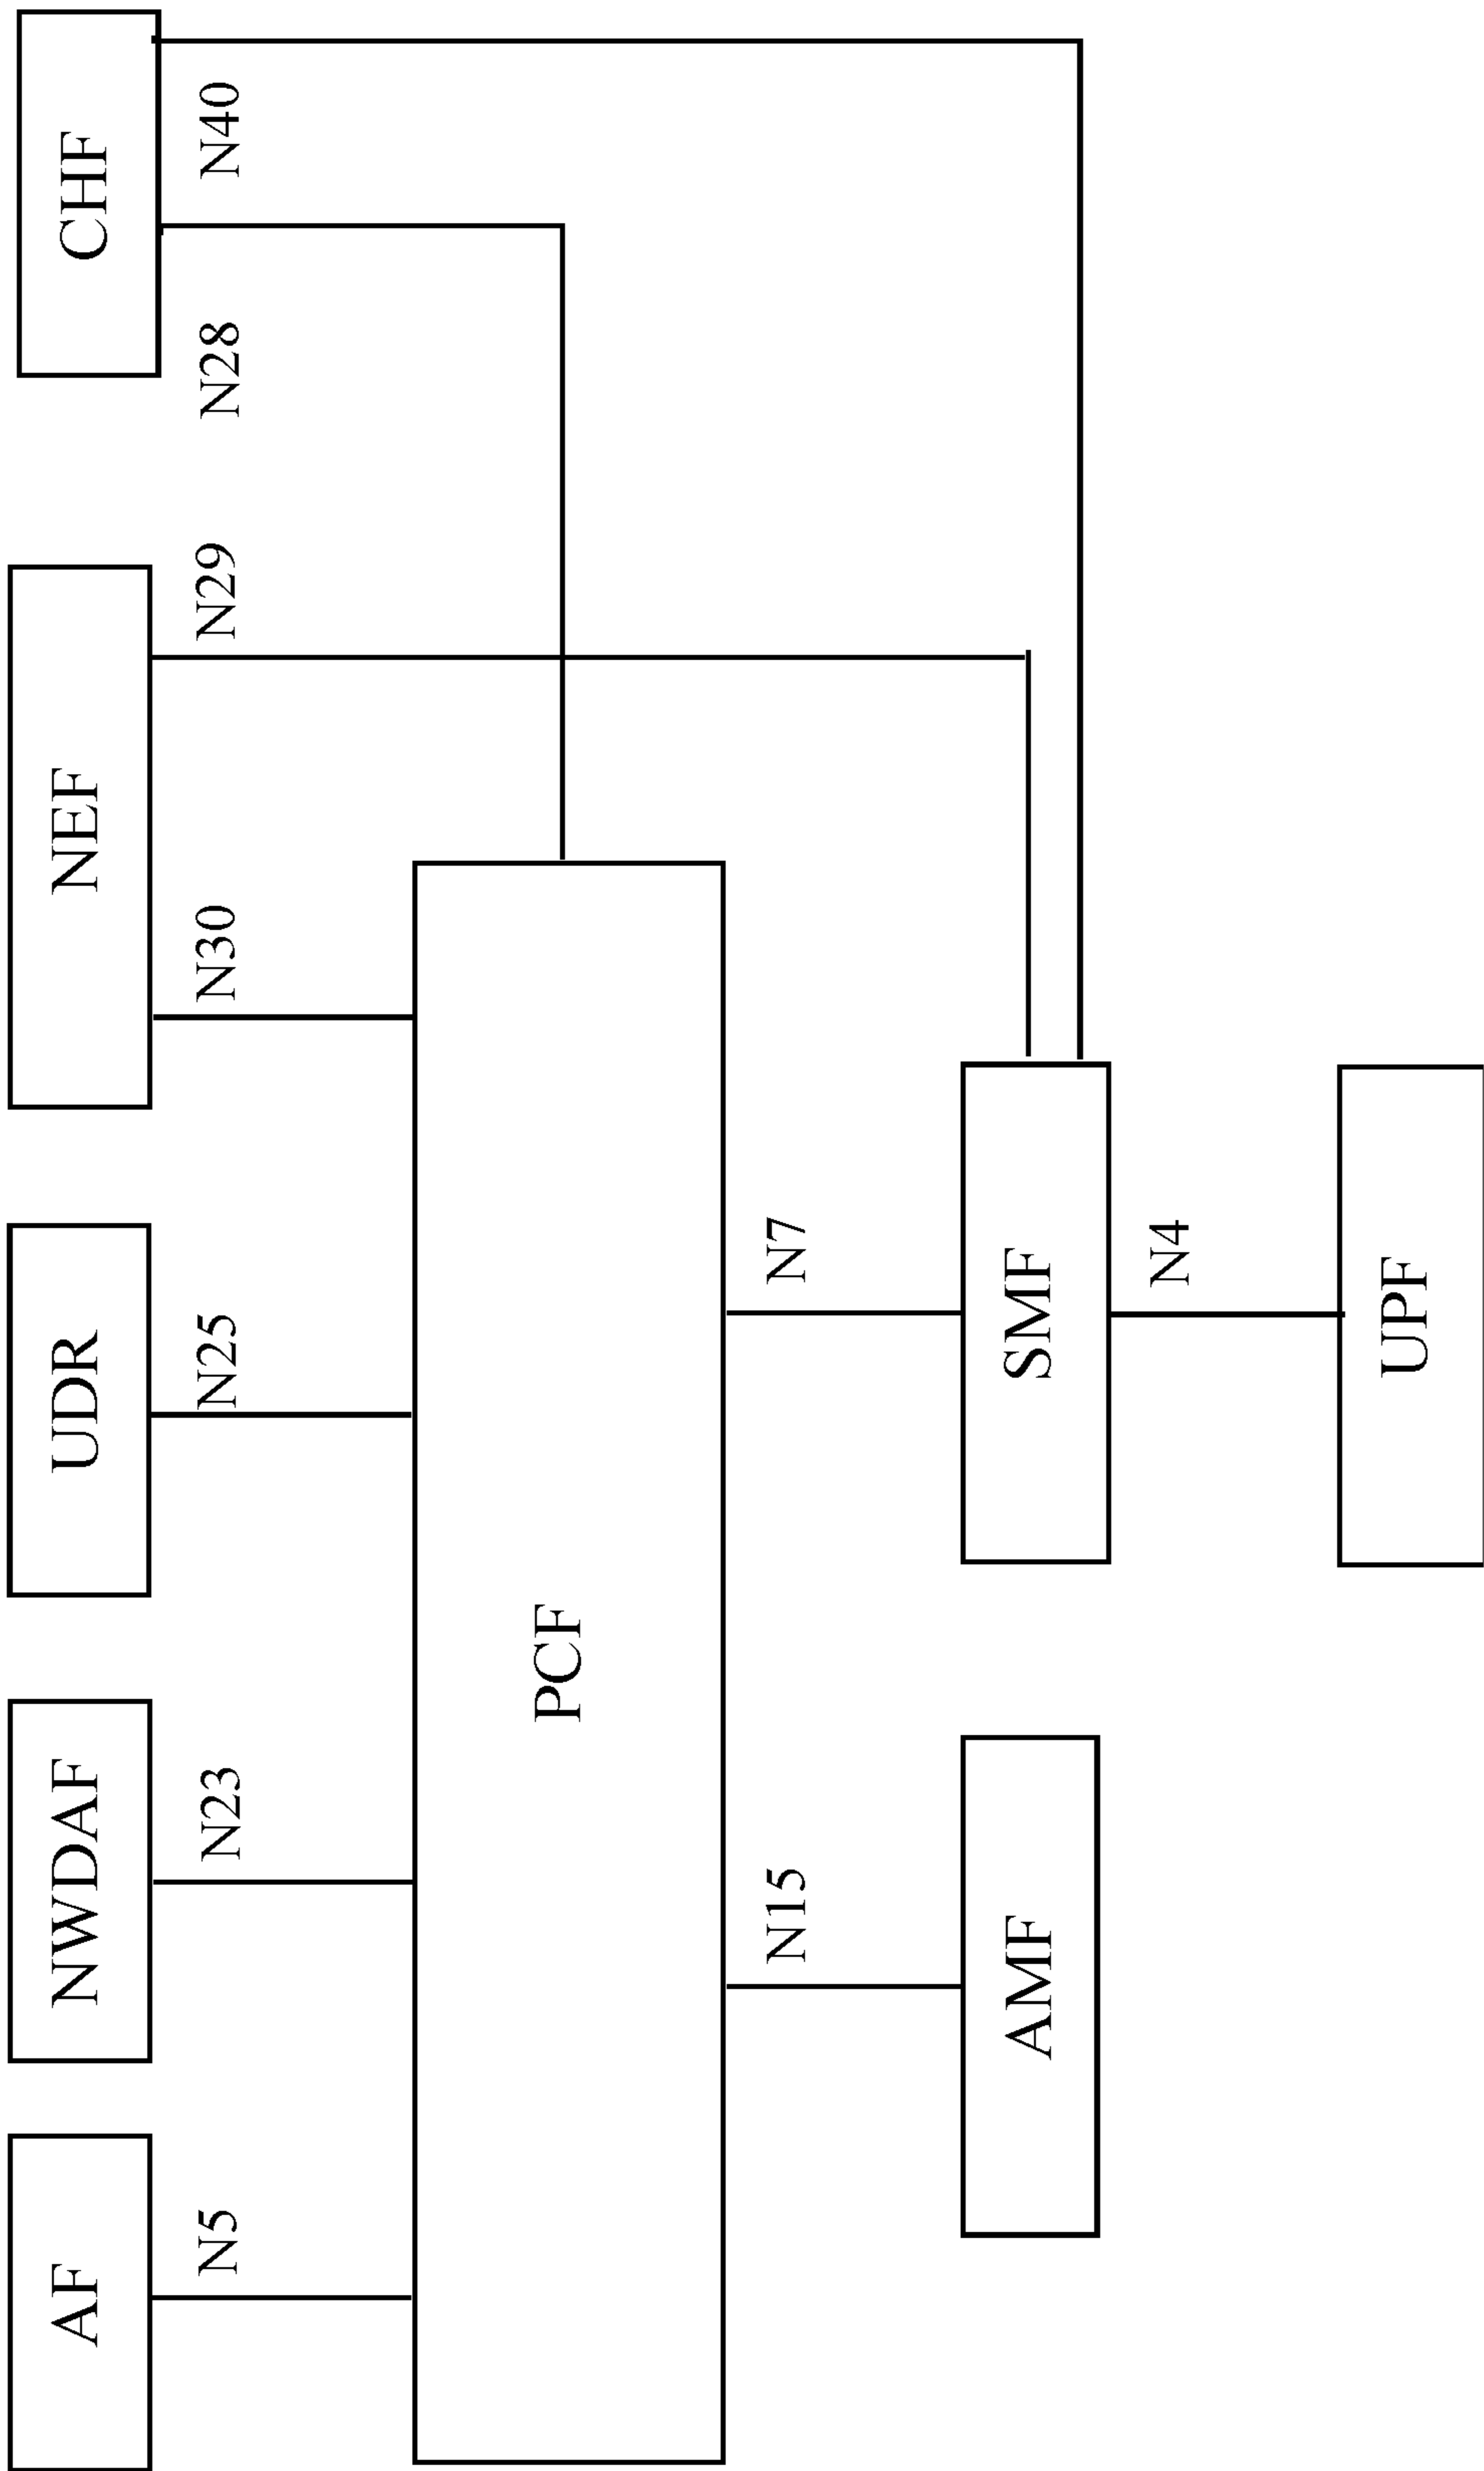 AF
NWDAF
UDR
NEF
CHF
N5
N23
N25
N30
N29
N28
N40
PCF
N15
N7
AMF
SMF
N4
UPF